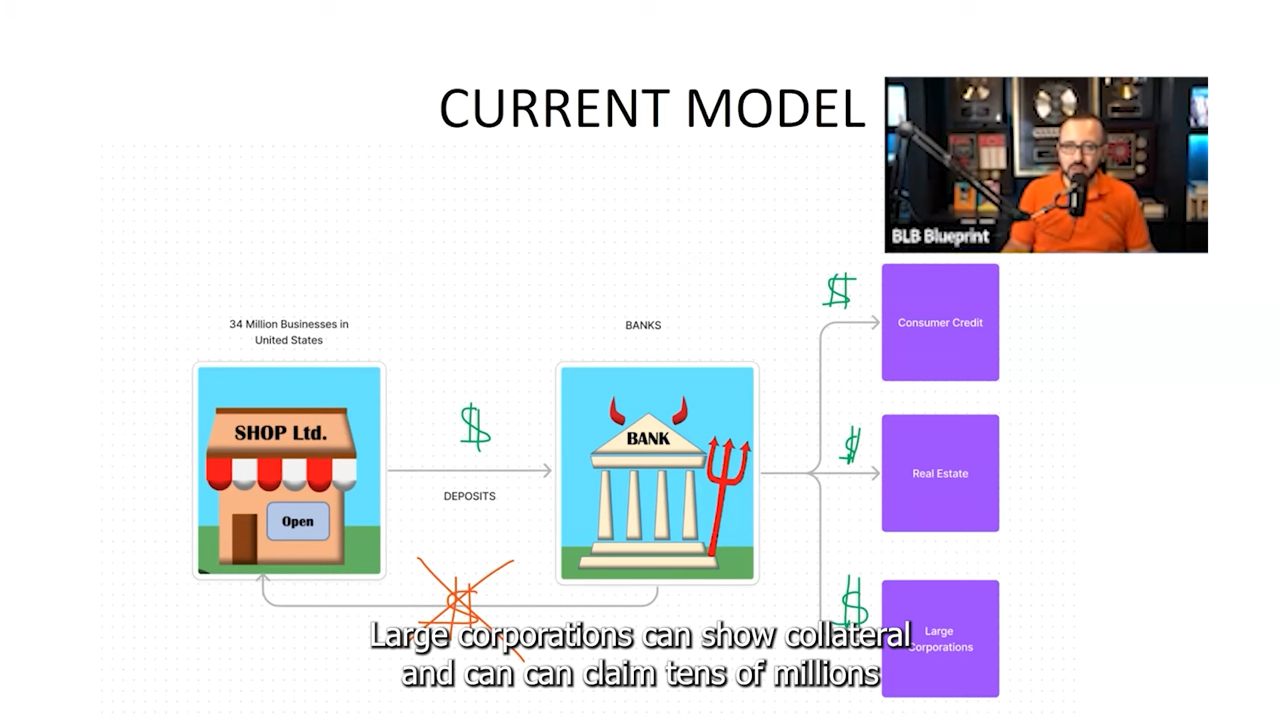 CURRENT MODEL
BLB Blueprint
34 Million Businesses in
United States
SHOP Ltd.
Open
$
DEPOSITS
$
BANKS
BANK
$
Consumer Credit
$
Real Estate
$
Large
Corporations
Large corporations can show collateral
and can can claim tens of millions